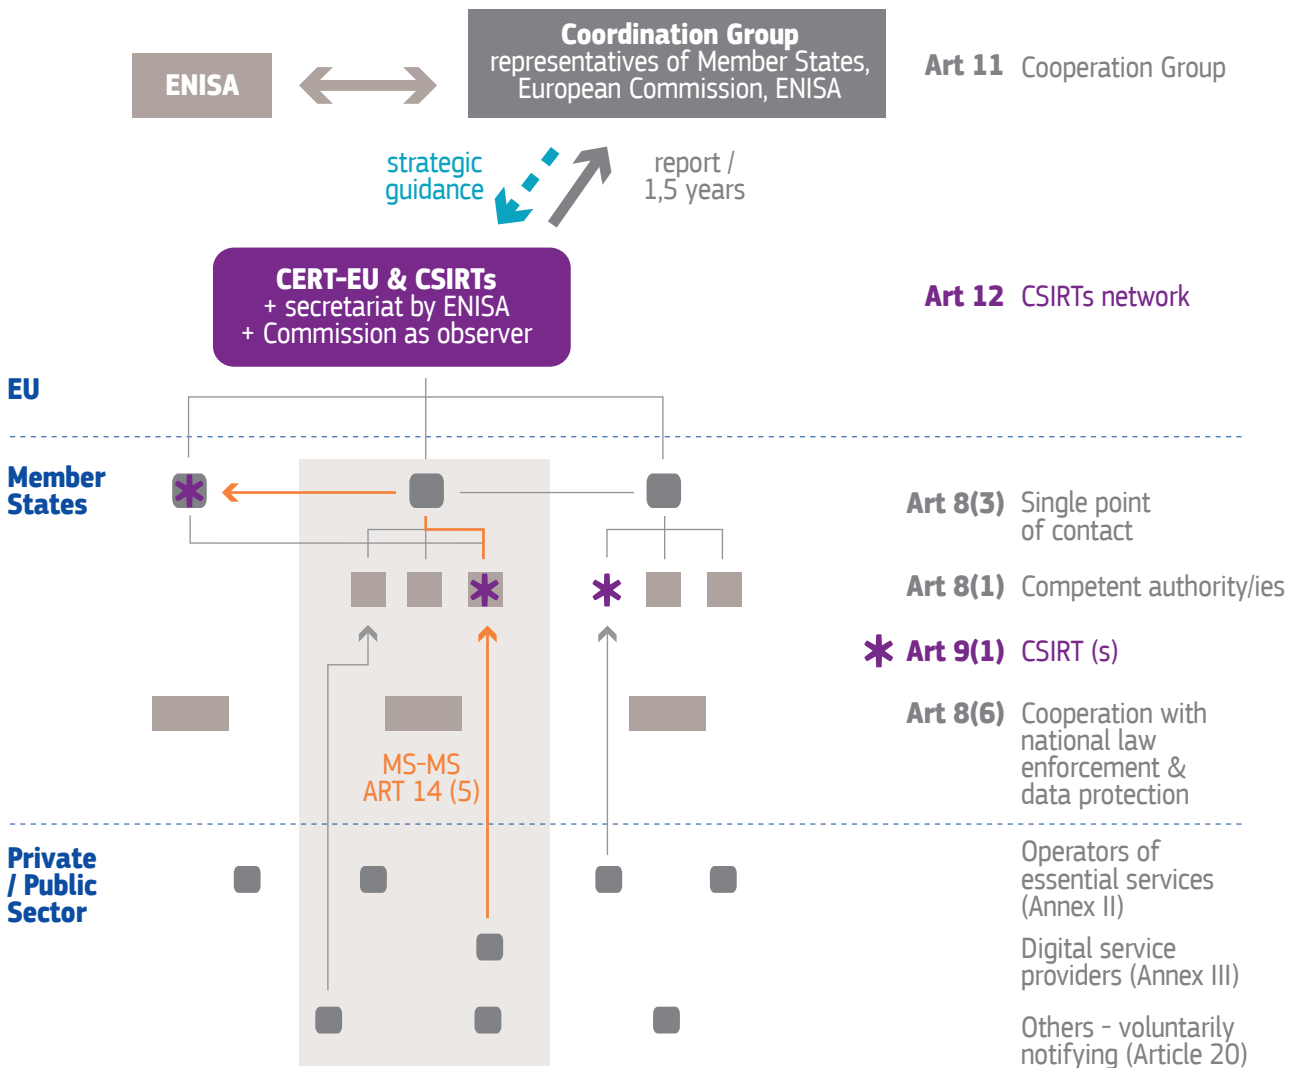 ENISA
Coordination Group
representatives of Member States,
European Commission, ENISA
Art 11 Cooperation Group
strategic
guidance
report /
1,5 years
CERT-EU & CSIRTs
+ secretariat by ENISA
+ Commission as observer
Art 12 CSIRTs network
EU
Member
States
Art 8(3) Single point
of contact
Art 8(1) Competent authority/ies
Art 9(1) CSIRT (s)
Art 8(6) Cooperation with
national law
enforcement &
data protection
MS-MS
ART 14 (5)
Private
/ Public
Sector
Operators of
essential services
(Annex II)
Digital service
providers (Annex III)
Others - voluntarily
notifying (Article 20)